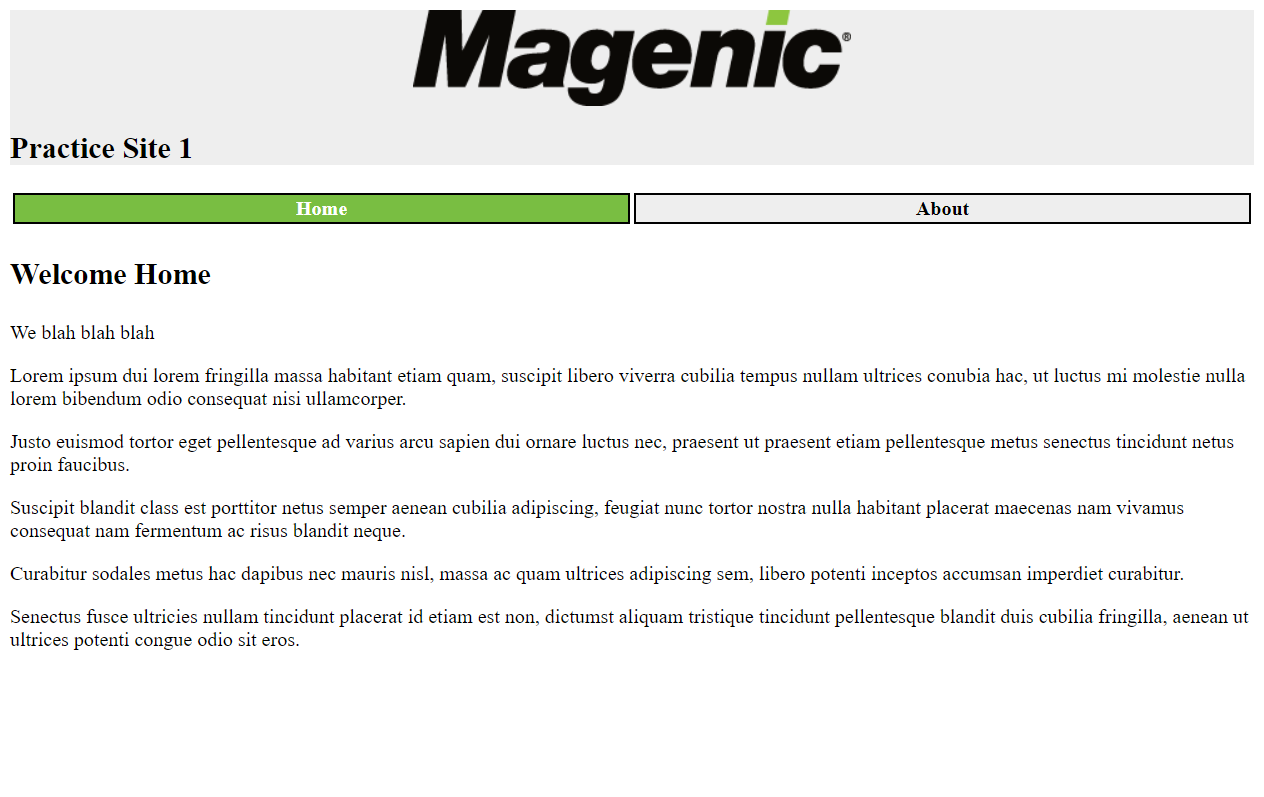 Magenic®
Practice Site 1
Home
About
Welcome Home
We blah blah blah
Lorem ipsum dui lorem fringilla massa habitant etiam quam, suscipit libero viverra cubilia tempus nullam ultrices conubia hac, ut luctus mi molestie nulla
lorem bibendum odio consequat nisi ullamcorper.
Justo euismod tortor eget pellentesque ad varius arcu sapien dui ornare luctus nec, praesent ut praesent etiam pellentesque metus senectus tincidunt netus
proin faucibus.
Suscipit blandit class est porttitor netus semper aenean cubilia adipiscing, feugiat nunc tortor nostra nulla habitant placerat maecenas nam vivamus
consequat nam fermentum ac risus blandit neque.
Curabitur sodales metus hac dapibus nec mauris nisl, massa ac quam ultrices adipiscing sem, libero potenti inceptos accumsan imperdiet curabitur.
Senectus fusce ultricies nullam tincidunt placerat id etiam est non, dictumst aliquam tristique tincidunt pellentesque blandit duis cubilia fringilla, aenean ut
ultrices potenti congue odio sit eros.